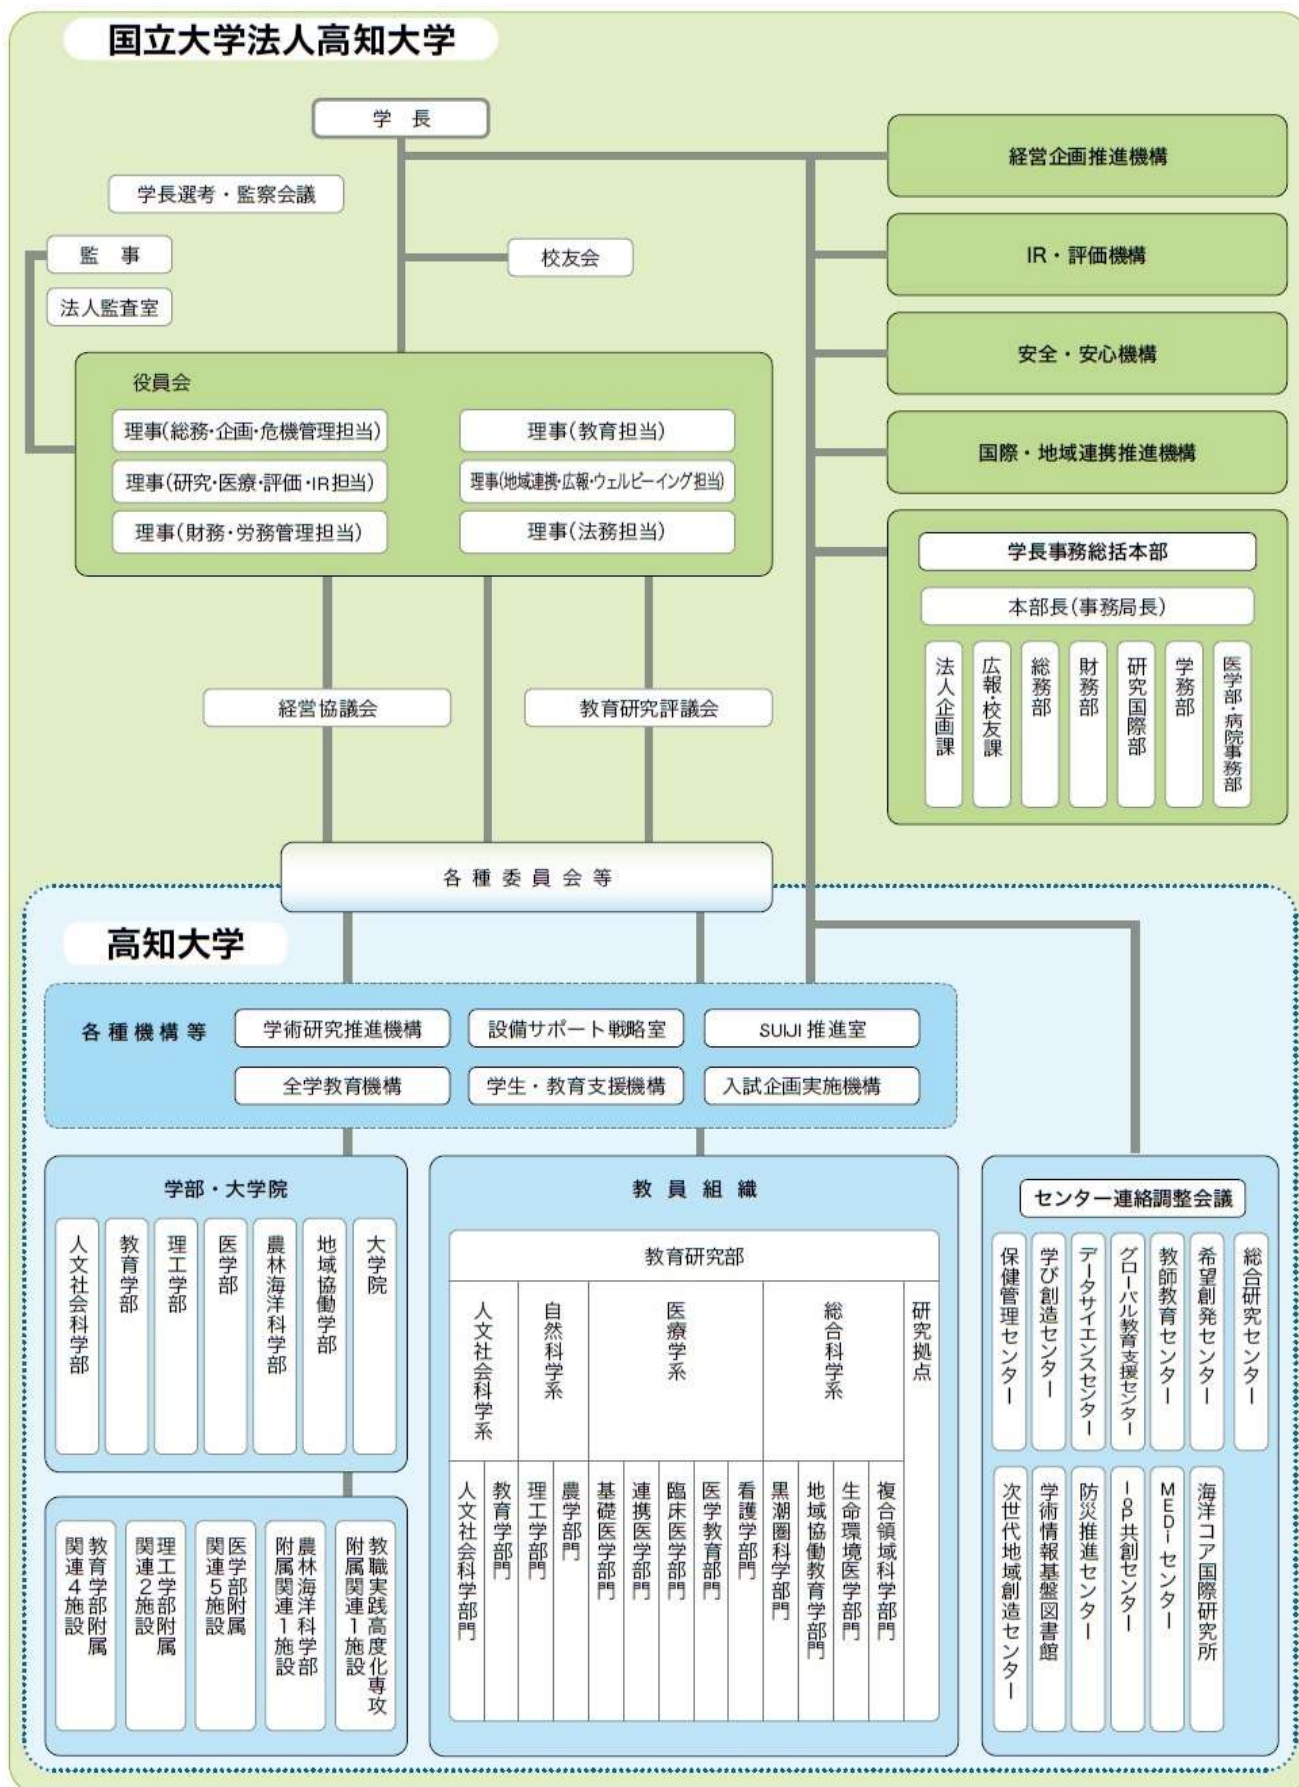 国立大学法人高知大学
学長
学長選考・監察会議
監事
法人監査室
校友会
役員会
理事(総務・企画・危機管理担当)
理事(教育担当)
理事(研究・医療・評価・IR担当)
理事(地域連携・広報・ウェルビーイング担当)
理事(財務・労務管理担当)
理事(法務担当)
経営企画推進機構
IR・評価機構
安全・安心機構
国際・地域連携推進機構
学長事務総括本部
本部長(事務局長)
法人企画課
広報・校友課
総務部
財務部
研究国際部
学務部
医学部・病院事務部
経営協議会
教育研究評議会
各種委員会等
高知大学
各種機構等
学術研究推進機構
設備サポート戦略室
SUIJI推進室
全学教育機構
学生・教育支援機構
入試企画実施機構
学部・大学院
人文社会科学部
教育学部
理工学部
医学部
農林海洋科学部
地域協働学部
大学院
教育学部附属
関連4施設
理工学部附属
関連2施設
医学部附属
関連5施設
農林海洋科学部
附属関連1施設
教職実践高度化専攻
附属関連1施設
教員組織
教育研究部
人文社会科学系
自然科学系
医療学系
総合科学系
研究拠点
人文社会科学部門
教育学部門
理工学部門
農学部門
基礎医学部門
連携医学部門
臨床医学部門
医学教育部門
看護学部門
黒潮圏科学部門
地域協働教育学部門
生命環境医学部門
複合領域科学部門
センター連絡調整会議
保健管理センター
学び創造センター
データサイエンスセンター
グローバル教育支援センター
教師教育センター
希望創発センター
総合研究センター
次世代地域創造センター
学術情報基盤図書館
防災推進センター
IoP共創センター
MEDiセンター
海洋コア国際研究所